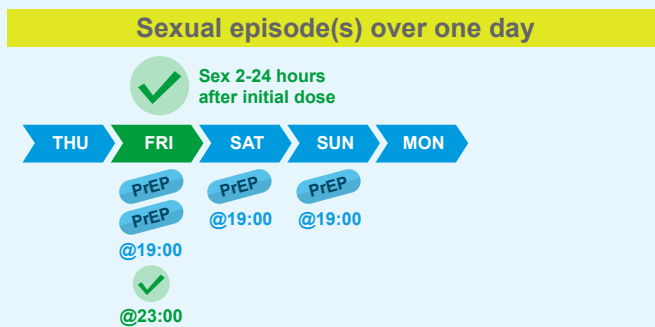 Sexual episode(s) over one day
Sex 2-24 hours
after initial dose
THU FRI SAT SUN MON
PrEP PrEP PrEP
PrEP
@19:00 @19:00
@19:00
@23:00